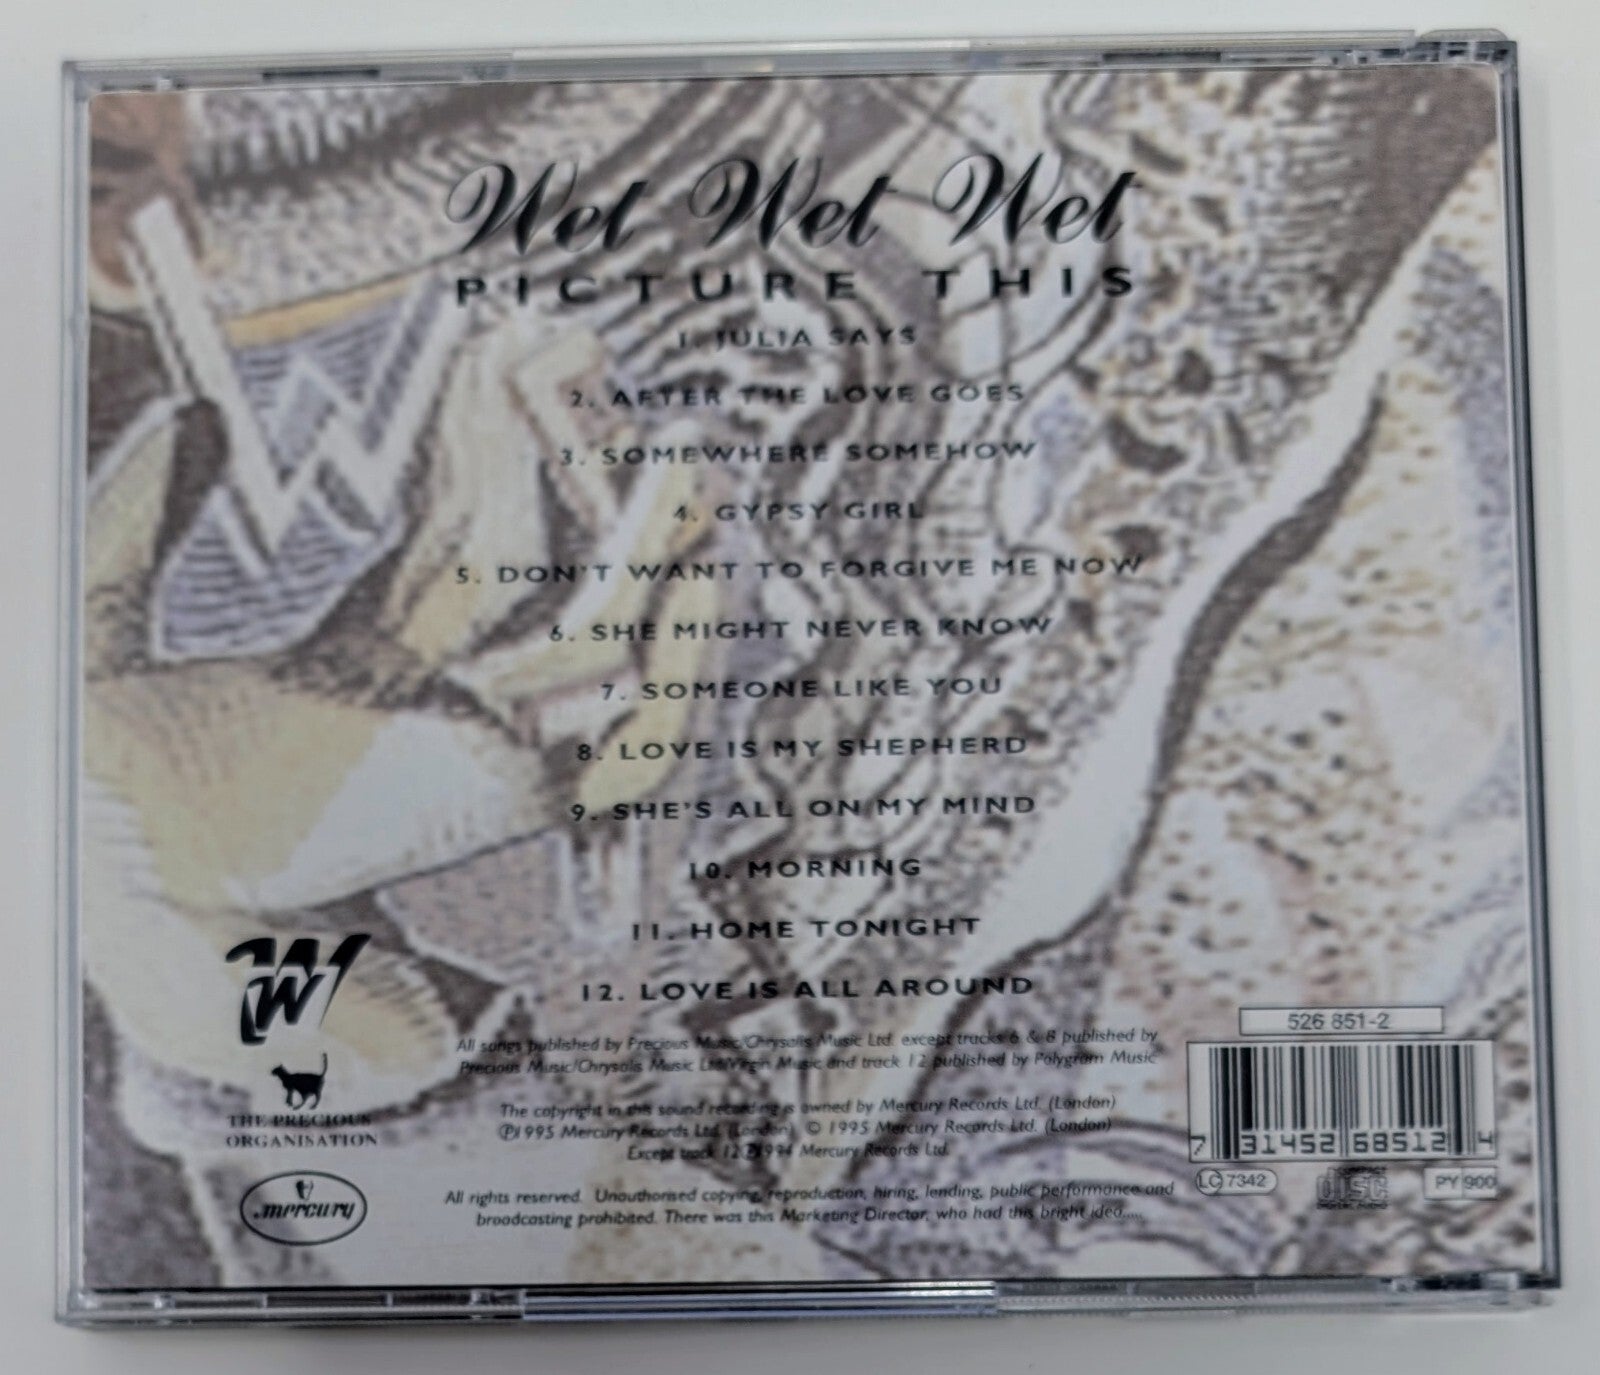 Wet Wet Wet
PICTURE THIS
1. JULIA SAYS
2. AFTER THE LOVE GOES
3. SOMEWHERE SOMEHOW
4. GYPSY GIRL
5. DON'T WANT TO FORGIVE ME NOW
6. SHE MIGHT NEVER KNOW
7. SOMEONE LIKE YOU
8. LOVE IS MY SHEPHERD
9. SHE'S ALL ON MY MIND
10. MORNING
11. HOME TONIGHT
12. LOVE IS ALL AROUND
All songs published by Precious Music/Chrysalis Music Ltd. except tracks 6 & 8 published by
Precious Music/Chrysalis Music Ltd/Virgin Music and track 12 published by Polygram Music
The copyright in this sound recording is owned by Mercury Records Ltd. (London)
℗1995 Mercury Records Ltd. (London) © 1995 Mercury Records Ltd. (London)
Except track 12 ℗1994 Mercury Records Ltd.
All rights reserved. Unauthorised copying, reproduction, hiring, lending, public performance and
broadcasting prohibited. There was this Marketing Director, who had this bright idea.....
WW
THE PRECIOUS
ORGANISATION
mercury
526 851-2
7 31452 68512 4
LC 7342
COMPACT
disc
DIGITAL AUDIO
PY 900